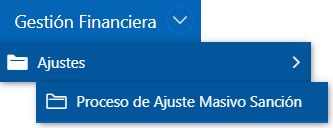 Gestión Financiera
Ajustes
Proceso de Ajuste Masivo Sanción